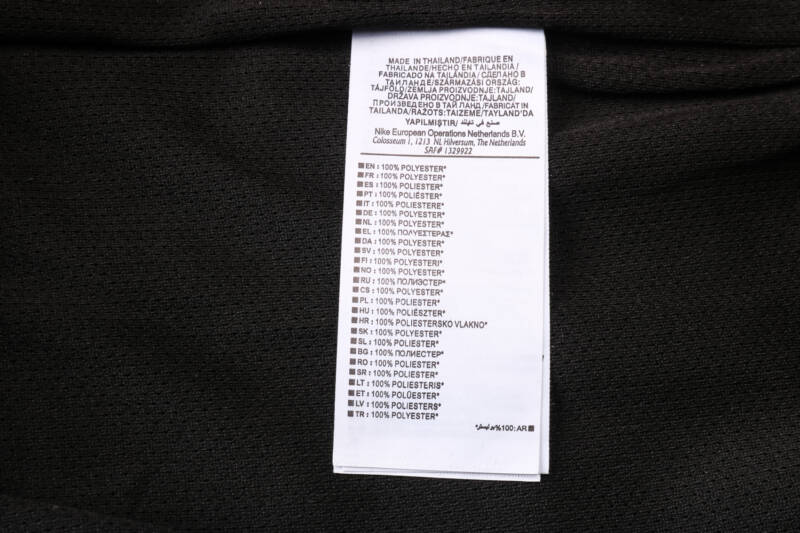 MADE IN THAILAND/FABRIQUE EN
THAILANDE/HECHO EN TAILANDIA/
FABRICADO NA TAILÂNDIA/ СДЕЛАНО В
ТАИЛАНДЕ/SZÁRMAZÁSI ORSZÁG:
TÁJFÖLD/ZEMLJA PROIZVODNJE:TAJLAND/
DRŽAVA PROIZVODNJE:TAJLAND/
ПРОИЗВЕДЕНО В ТАЙЛАНД/FABRICAT IN
TAILANDA/RAŽOTS:TAIZEME/TAYLAND'DA
YAPILMIŞTIR/ صنع في تايلند
Nike European Operations Netherlands B.V.
Colosseum 1, 1213 NL Hilversum, The Netherlands
SAF# 1329922
EN : 100% POLYESTER*
FR : 100% POLYESTER*
ES : 100% POLIÉSTER*
PT : 100% POLIÉSTER*
IT : 100% POLIESTERE*
DE : 100% POLYESTER*
NL : 100% POLYESTER*
EL : 100% ΠΟΛΥΕΣΤΕΡΑΣ*
DA : 100% POLYESTER*
SV : 100% POLYESTER*
FI : 100% POLYESTERI*
NO : 100% POLYESTER*
RU : 100% ПОЛИЭСТЕР*
CS : 100% POLYESTER*
PL : 100% POLIESTER*
HU : 100% POLIÉSZTER*
HR : 100% POLIESTERSKO VLAKNO*
SK : 100% POLYESTER*
SL : 100% POLIESTER*
BG : 100% ПОЛИЕСТЕР*
RO : 100% POLIESTER*
SR : 100% POLIESTER*
LT : 100% POLIESTERIS*
ET : 100% POLÜESTER*
LV : 100% POLIESTERS*
TR : 100% POLYESTER*
AR :100% بوليستر*